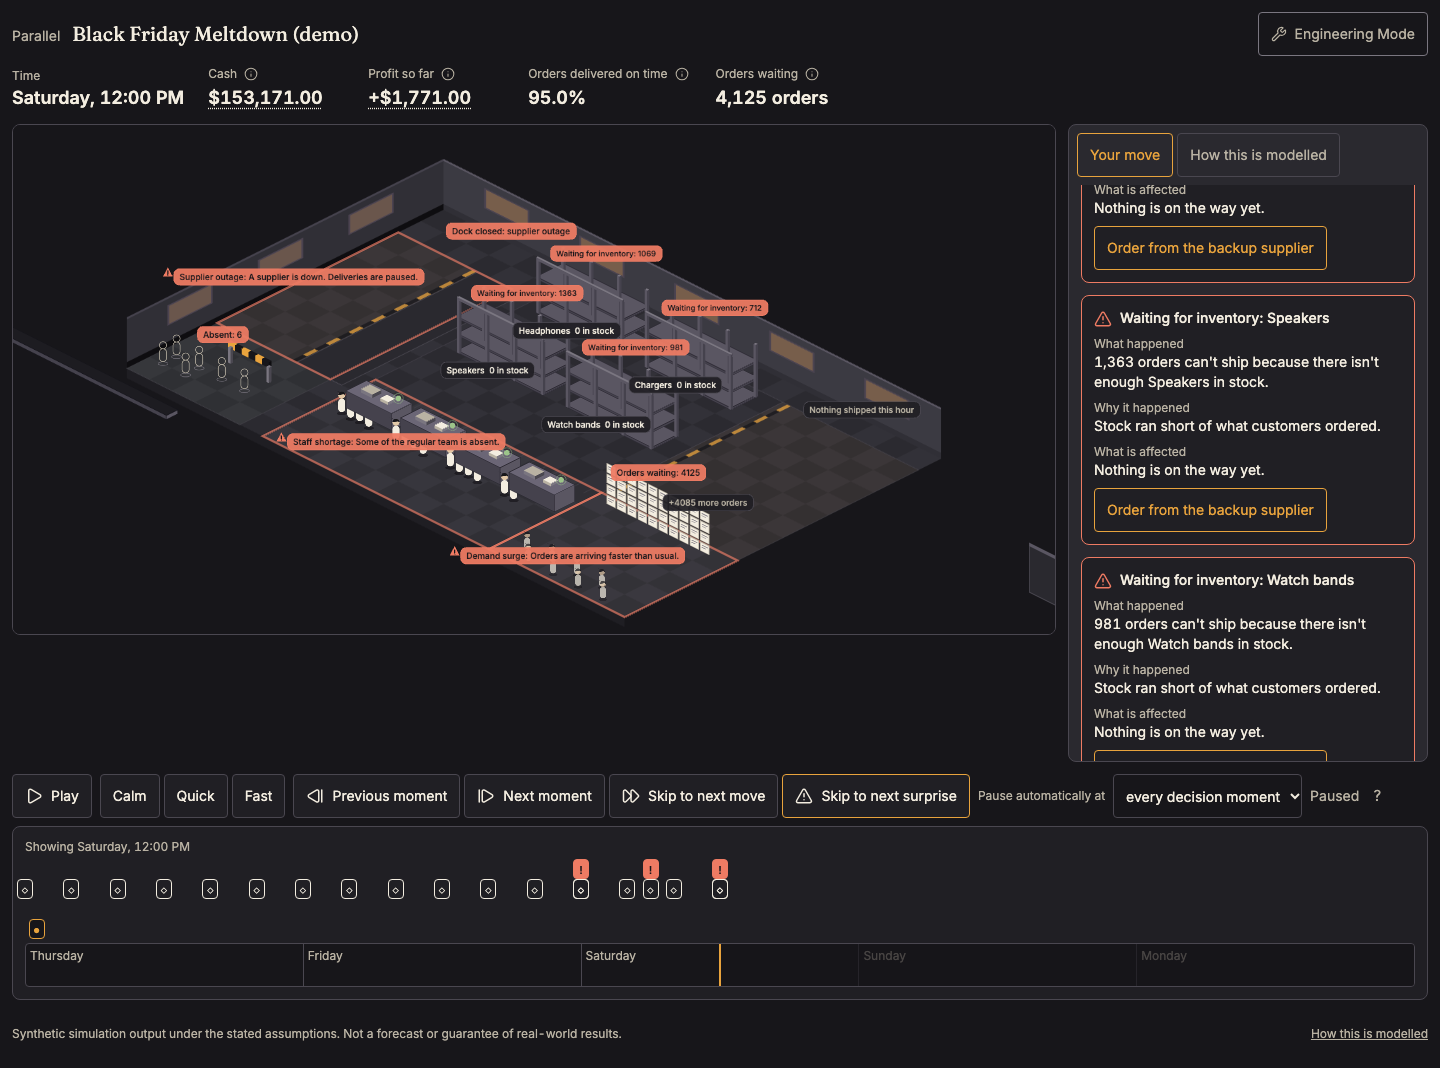 Parallel Black Friday Meltdown (demo)
Engineering Mode
Time
Saturday, 12:00 PM
Cash
$153,171.00
Profit so far
+$1,771.00
Orders delivered on time
95.0%
Orders waiting
4,125 orders
Dock closed: supplier outage
Waiting for inventory: 1069
Supplier outage: A supplier is down. Deliveries are paused.
Waiting for inventory: 1363
Waiting for inventory: 712
Headphones 0 in stock
Absent: 6
Waiting for inventory: 981
Speakers 0 in stock
Chargers 0 in stock
Nothing shipped this hour
Watch bands 0 in stock
Staff shortage: Some of the regular team is absent.
Orders waiting: 4125
+4085 more orders
Demand surge: Orders are arriving faster than usual.
Your move
How this is modelled
What is affected
Nothing is on the way yet.
Order from the backup supplier
Waiting for inventory: Speakers
What happened
1,363 orders can't ship because there isn't
enough Speakers in stock.
Why it happened
Stock ran short of what customers ordered.
What is affected
Nothing is on the way yet.
Order from the backup supplier
Waiting for inventory: Watch bands
What happened
981 orders can't ship because there isn't
enough Watch bands in stock.
Why it happened
Stock ran short of what customers ordered.
What is affected
Nothing is on the way yet.
Play
Calm
Quick
Fast
Previous moment
Next moment
Skip to next move
Skip to next surprise
Pause automatically at
every decision moment
Paused
?
Showing Saturday, 12:00 PM
! ! !
Thursday
Friday
Saturday
Sunday
Monday
Synthetic simulation output under the stated assumptions. Not a forecast or guarantee of real-world results.
How this is modelled